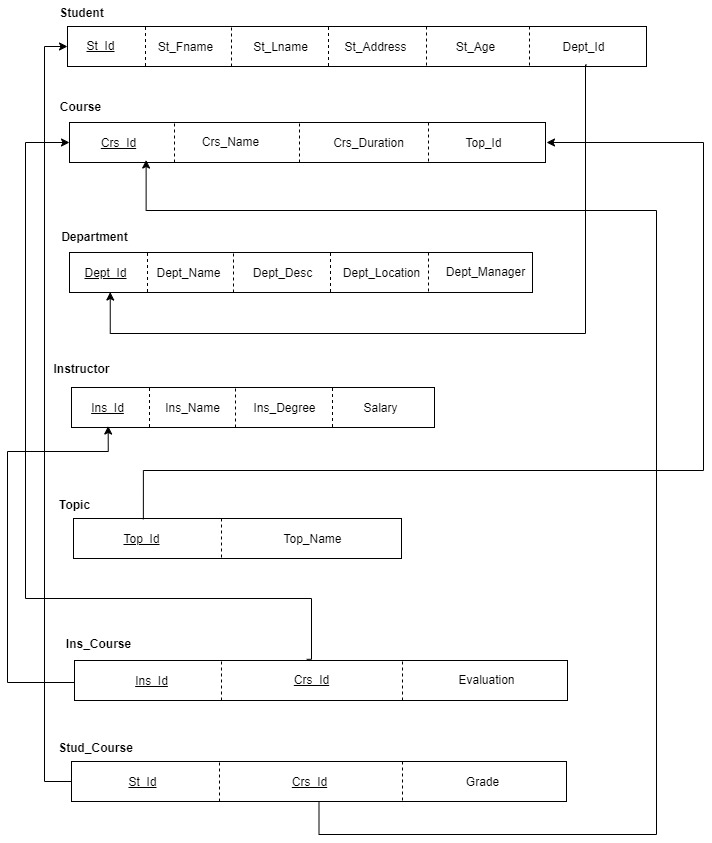 Student
St_Id St_Fname St_Lname St_Address St_Age Dept_Id
Course
Crs_Id Crs_Name Crs_Duration Top_Id
Department
Dept_Id Dept_Name Dept_Desc Dept_Location Dept_Manager
Instructor
Ins_Id Ins_Name Ins_Degree Salary
Topic
Top_Id Top_Name
Ins_Course
Ins_Id Crs_Id Evaluation
Stud_Course
St_Id Crs_Id Grade